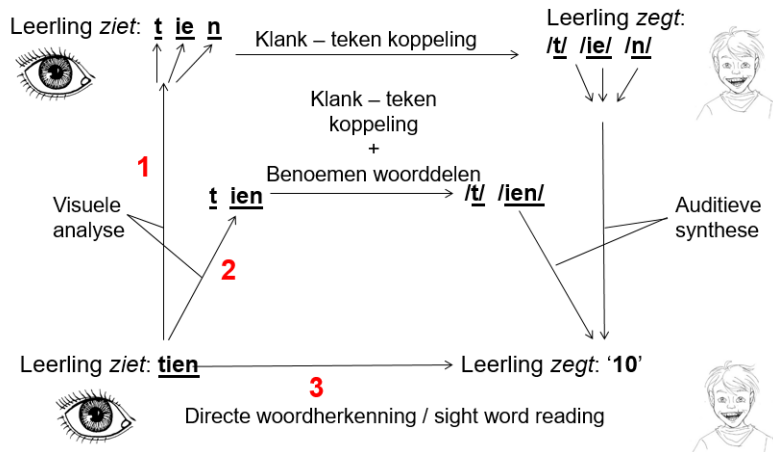 Leerling ziet: t ie n
Klank – teken koppeling
Leerling zegt:
/t/ /ie/ /n/
Klank – teken
koppeling
+
Benoemen woorddelen
1
t ien
/t/ /ien/
Visuele
analyse
Auditieve
synthese
2
Leerling ziet: tien
Leerling zegt: ‘10’
3
Directe woordherkenning / sight word reading